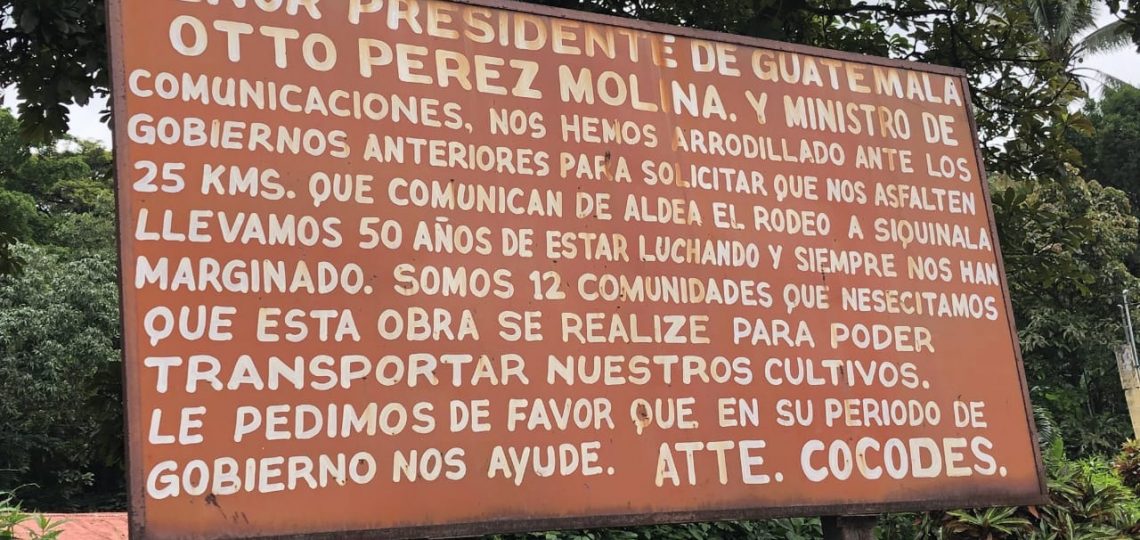 SEÑOR PRESIDENTE DE GUATEMALA
OTTO PEREZ MOLINA. Y MINISTRO DE
COMUNICACIONES, NOS HEMOS ARRODILLADO ANTE LOS
GOBIERNOS ANTERIORES PARA SOLICITAR QUE NOS ASFALTEN
25 KMS. QUE COMUNICAN DE ALDEA EL RODEO A SIQUINALA
LLEVAMOS 50 AÑOS DE ESTAR LUCHANDO Y SIEMPRE NOS HAN
MARGINADO. SOMOS 12 COMUNIDADES QUE NESECITAMOS
QUE ESTA OBRA SE REALIZE PARA PODER
TRANSPORTAR NUESTROS CULTIVOS.
LE PEDIMOS DE FAVOR QUE EN SU PERIODO DE
GOBIERNO NOS AYUDE. ATTE. COCODES.